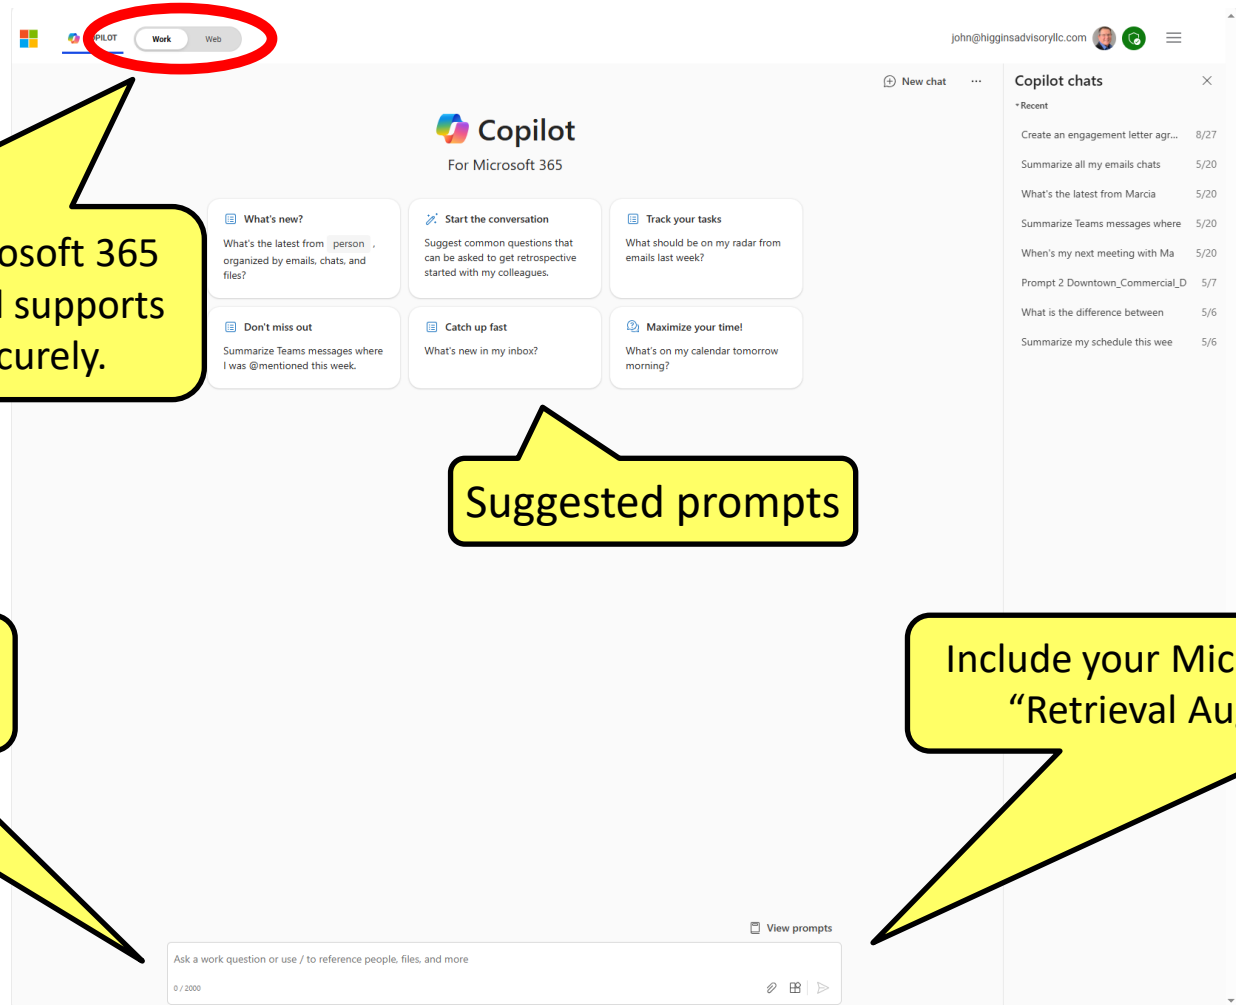 PILOT
Work
Web
john@higginsadvisoryllc.com
New chat
Copilot
For Microsoft 365
What's new?
What's the latest from person ,
organized by emails, chats, and
files?
Start the conversation
Suggest common questions that
can be asked to get retrospective
started with my colleagues.
Track your tasks
What should be on my radar from
emails last week?
Don't miss out
Summarize Teams messages where
I was @mentioned this week.
Catch up fast
What's new in my inbox?
Maximize your time!
What's on my calendar tomorrow
morning?
Copilot chats
Recent
Create an engagement letter agr... 8/27
Summarize all my emails chats 5/20
What's the latest from Marcia 5/20
Summarize Teams messages where 5/20
When's my next meeting with Ma 5/20
Prompt 2 Downtown_Commercial_D 5/7
What is the difference between 5/6
Summarize my schedule this wee 5/6
osoft 365
supports
curely.
Suggested prompts
Include your Mic
“Retrieval Au
View prompts
Ask a work question or use / to reference people, files, and more
0 / 2000